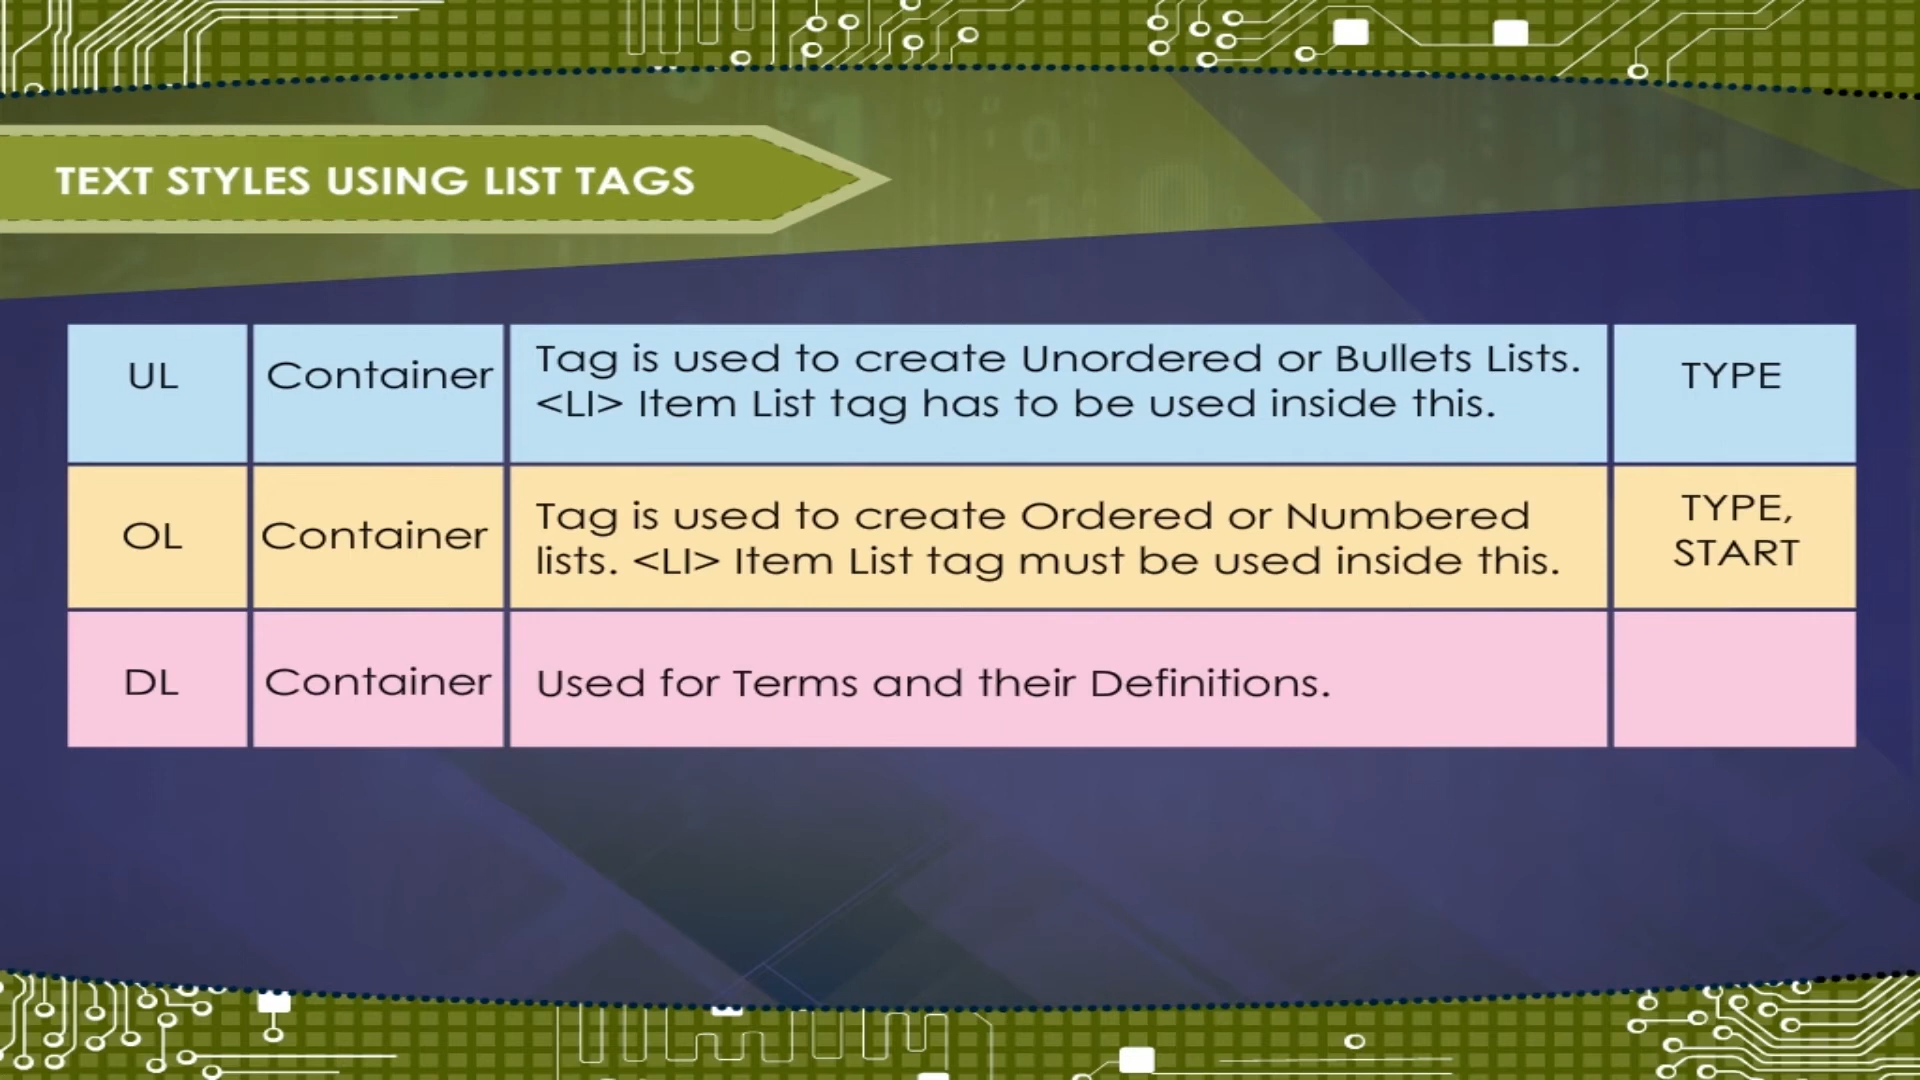 TEXT STYLES USING LIST TAGS
UL
Container
Tag is used to create Unordered or Bullets Lists.
<LI> Item List tag has to be used inside this.
TYPE
OL
Container
Tag is used to create Ordered or Numbered
lists. <LI> Item List tag must be used inside this.
TYPE,
START
DL
Container
Used for Terms and their Definitions.